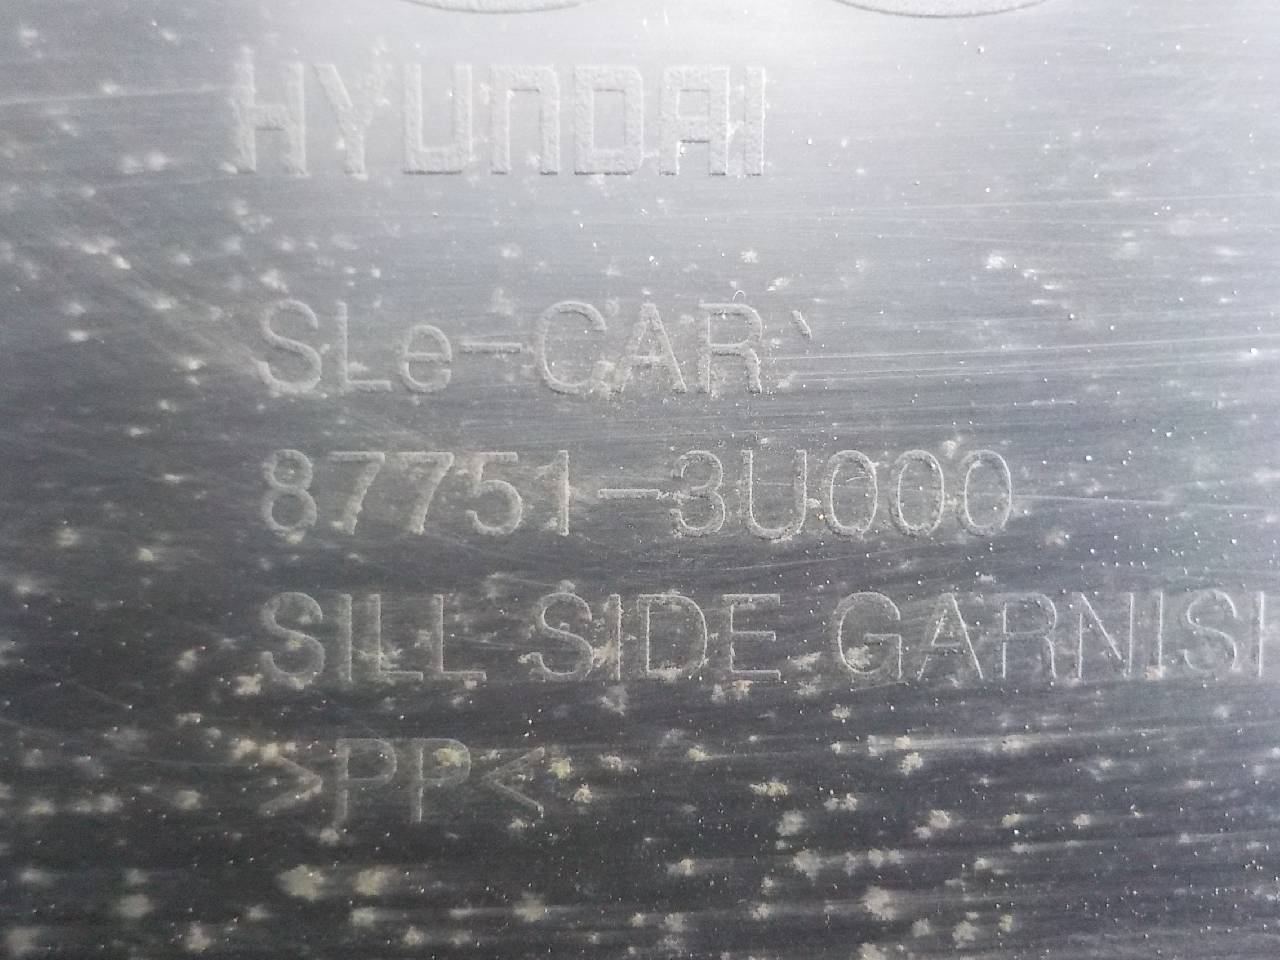 HYUNDAI
SLe-CAR
87751-3U000
SILL SIDE GARNISH
>PP<